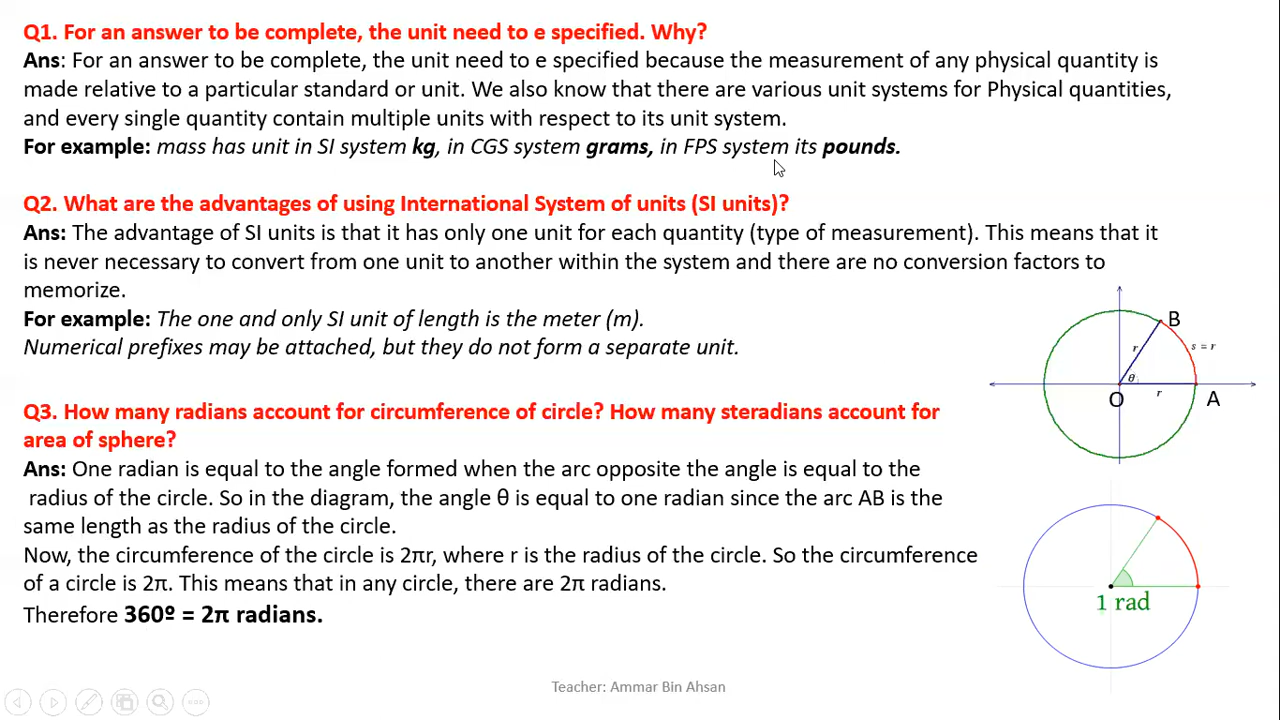 Q1. For an answer to be complete, the unit need to e specified. Why?
Ans: For an answer to be complete, the unit need to e specified because the measurement of any physical quantity is
made relative to a particular standard or unit. We also know that there are various unit systems for Physical quantities,
and every single quantity contain multiple units with respect to its unit system.
For example: mass has unit in SI system kg, in CGS system grams, in FPS system its pounds.
Q2. What are the advantages of using International System of units (SI units)?
Ans: The advantage of SI units is that it has only one unit for each quantity (type of measurement). This means that it
is never necessary to convert from one unit to another within the system and there are no conversion factors to
memorize.
For example: The one and only SI unit of length is the meter (m).
Numerical prefixes may be attached, but they do not form a separate unit.
Q3. How many radians account for circumference of circle? How many steradians account for
area of sphere?
Ans: One radian is equal to the angle formed when the arc opposite the angle is equal to the
radius of the circle. So in the diagram, the angle θ is equal to one radian since the arc AB is the
same length as the radius of the circle.
Now, the circumference of the circle is 2πr, where r is the radius of the circle. So the circumference
of a circle is 2π. This means that in any circle, there are 2π radians.
Therefore 360º = 2π radians.
B
r
s = r
θ
r
O
A
1 rad
Teacher: Ammar Bin Ahsan